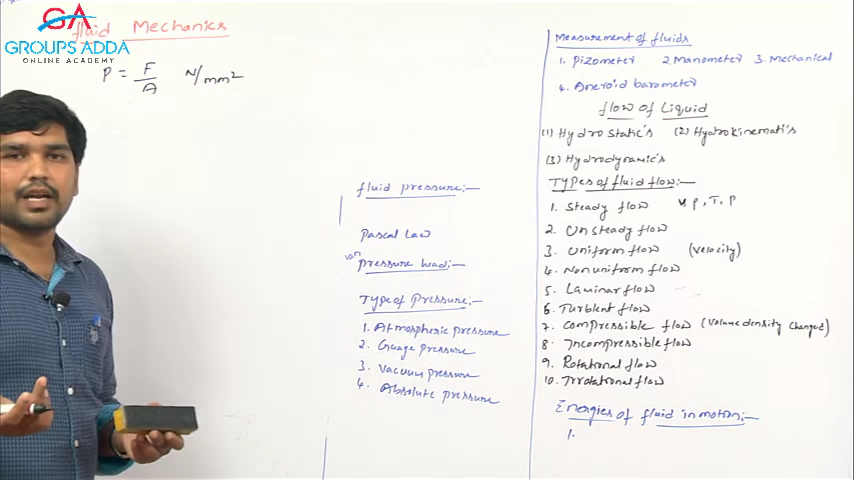 fluid Mechanics
GA
GROUPS ADDA
ONLINE ACADEMY
P = F/A N/mm²
fluid pressure:-
Pascal Law
10m
pressure head:-
Type of Pressure:-
1. Atmospheric pressure
2. Guage pressure
3. Vacuum pressure
4. Absolute pressure
Measurement of fluids
1. Pizometer 2. Manometer 3. Mechanical
4. Aneroid barometer
flow of Liquid
(1) Hydrostatic's (2) Hydrokinemati's
(3) Hydrodynamic's
Types of fluid flow:-
1. Steady flow V, P, T, P
2. Unsteady flow
3. Uniform flow (Velocity)
4. Nonuniform flow
5. Laminar flow
6. Turblent flow
7. Compressible flow (Volume density changed)
8. Incompressible flow
9. Rotational flow
10. Irrotational flow
Energies of fluid in motion:-
1.